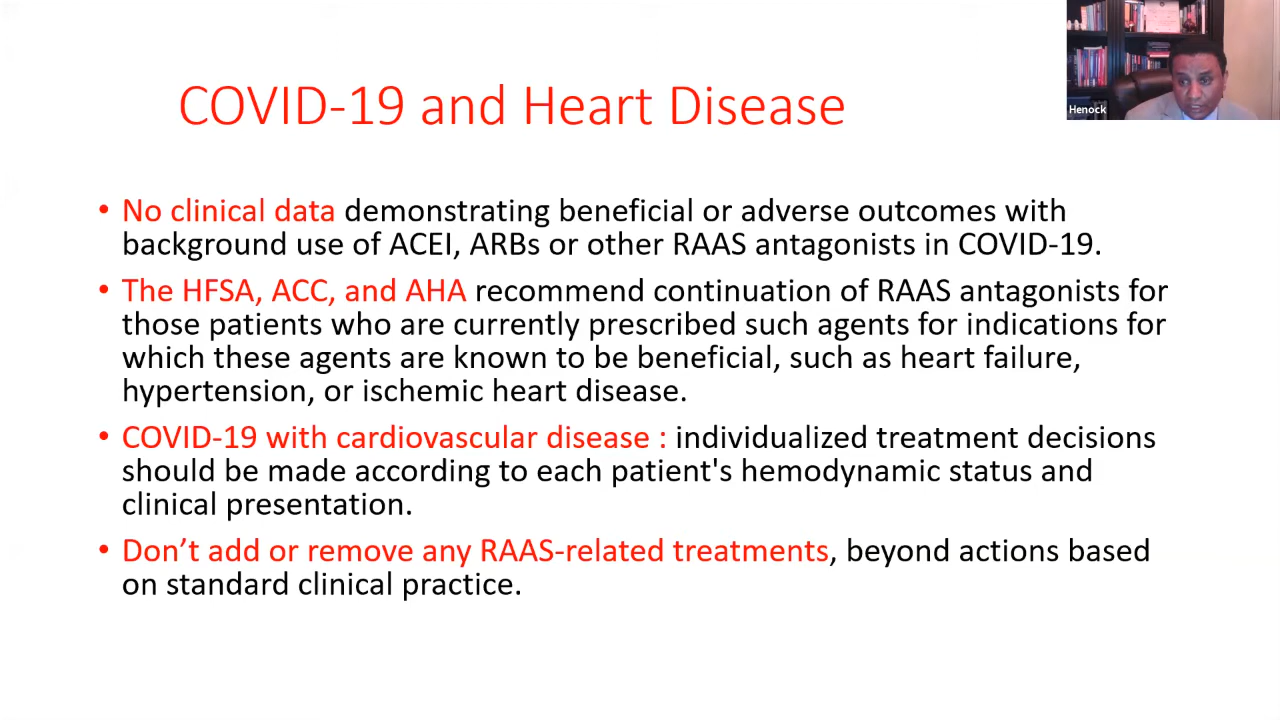 COVID-19 and Heart Disease
Henock
• No clinical data demonstrating beneficial or adverse outcomes with
background use of ACEI, ARBs or other RAAS antagonists in COVID-19.
• The HFSA, ACC, and AHA recommend continuation of RAAS antagonists for
those patients who are currently prescribed such agents for indications for
which these agents are known to be beneficial, such as heart failure,
hypertension, or ischemic heart disease.
• COVID-19 with cardiovascular disease : individualized treatment decisions
should be made according to each patient's hemodynamic status and
clinical presentation.
• Don’t add or remove any RAAS-related treatments, beyond actions based
on standard clinical practice.